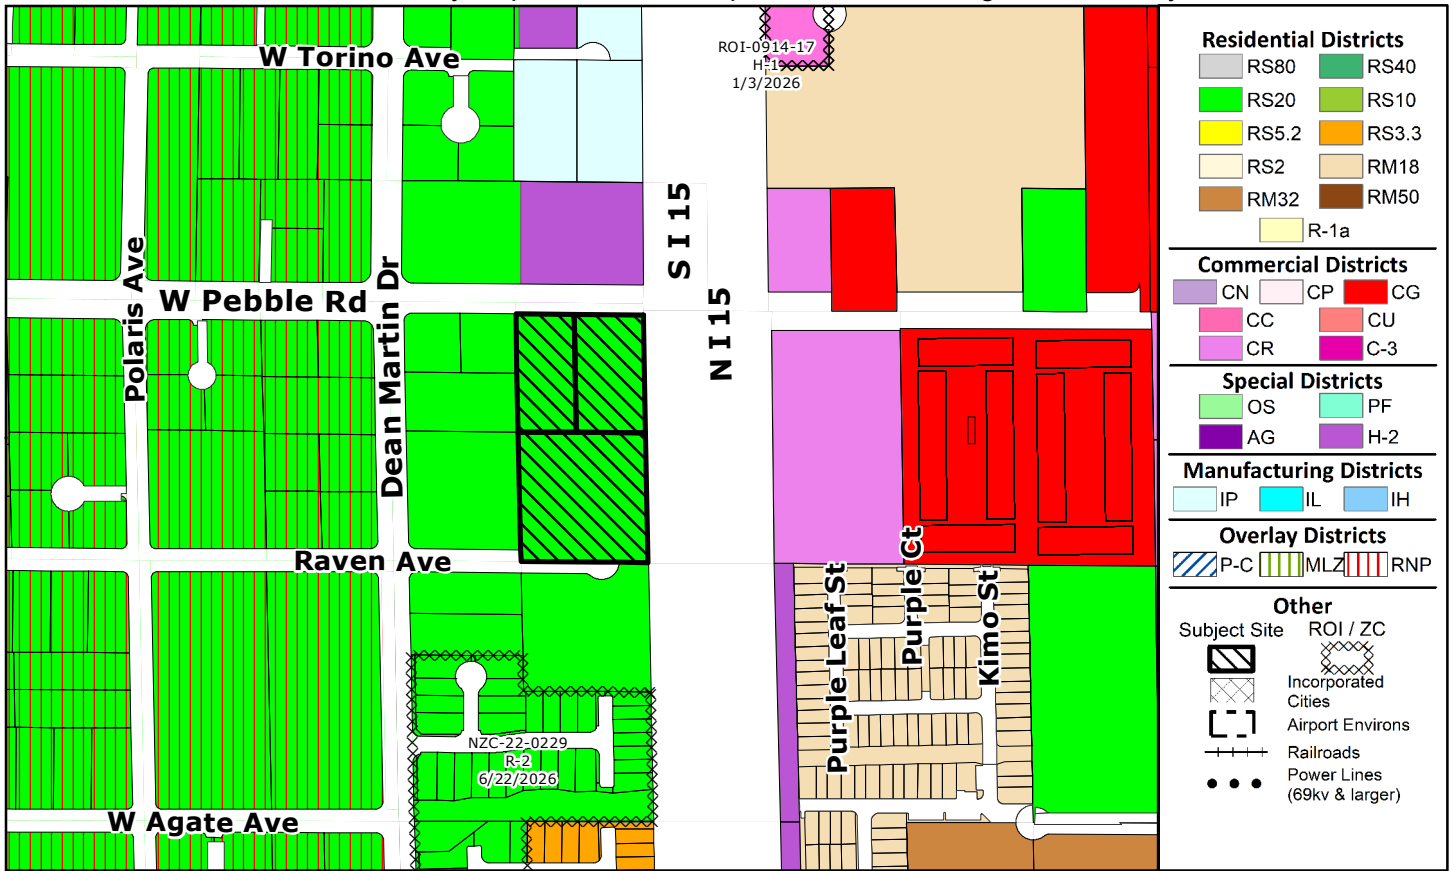 W Torino Ave
ROI-0914-17
H-1
1/3/2026
S I 15
N I 15
Polaris Ave
W Pebble Rd
Dean Martin Dr
Raven Ave
Purple Leaf St
Purple Ct
Kimo St
NZC-22-0229
R-2
6/22/2026
W Agate Ave
Residential Districts
RS80 RS40
RS20 RS10
RS5.2 RS3.3
RS2 RM18
RM32 RM50
R-1a
Commercial Districts
CN CP CG
CC CU
CR C-3
Special Districts
OS PF
AG H-2
Manufacturing Districts
IP IL IH
Overlay Districts
P-C MLZ RNP
Other
Subject Site ROI / ZC
Incorporated
Cities
Airport Environs
Railroads
Power Lines
(69kv & larger)